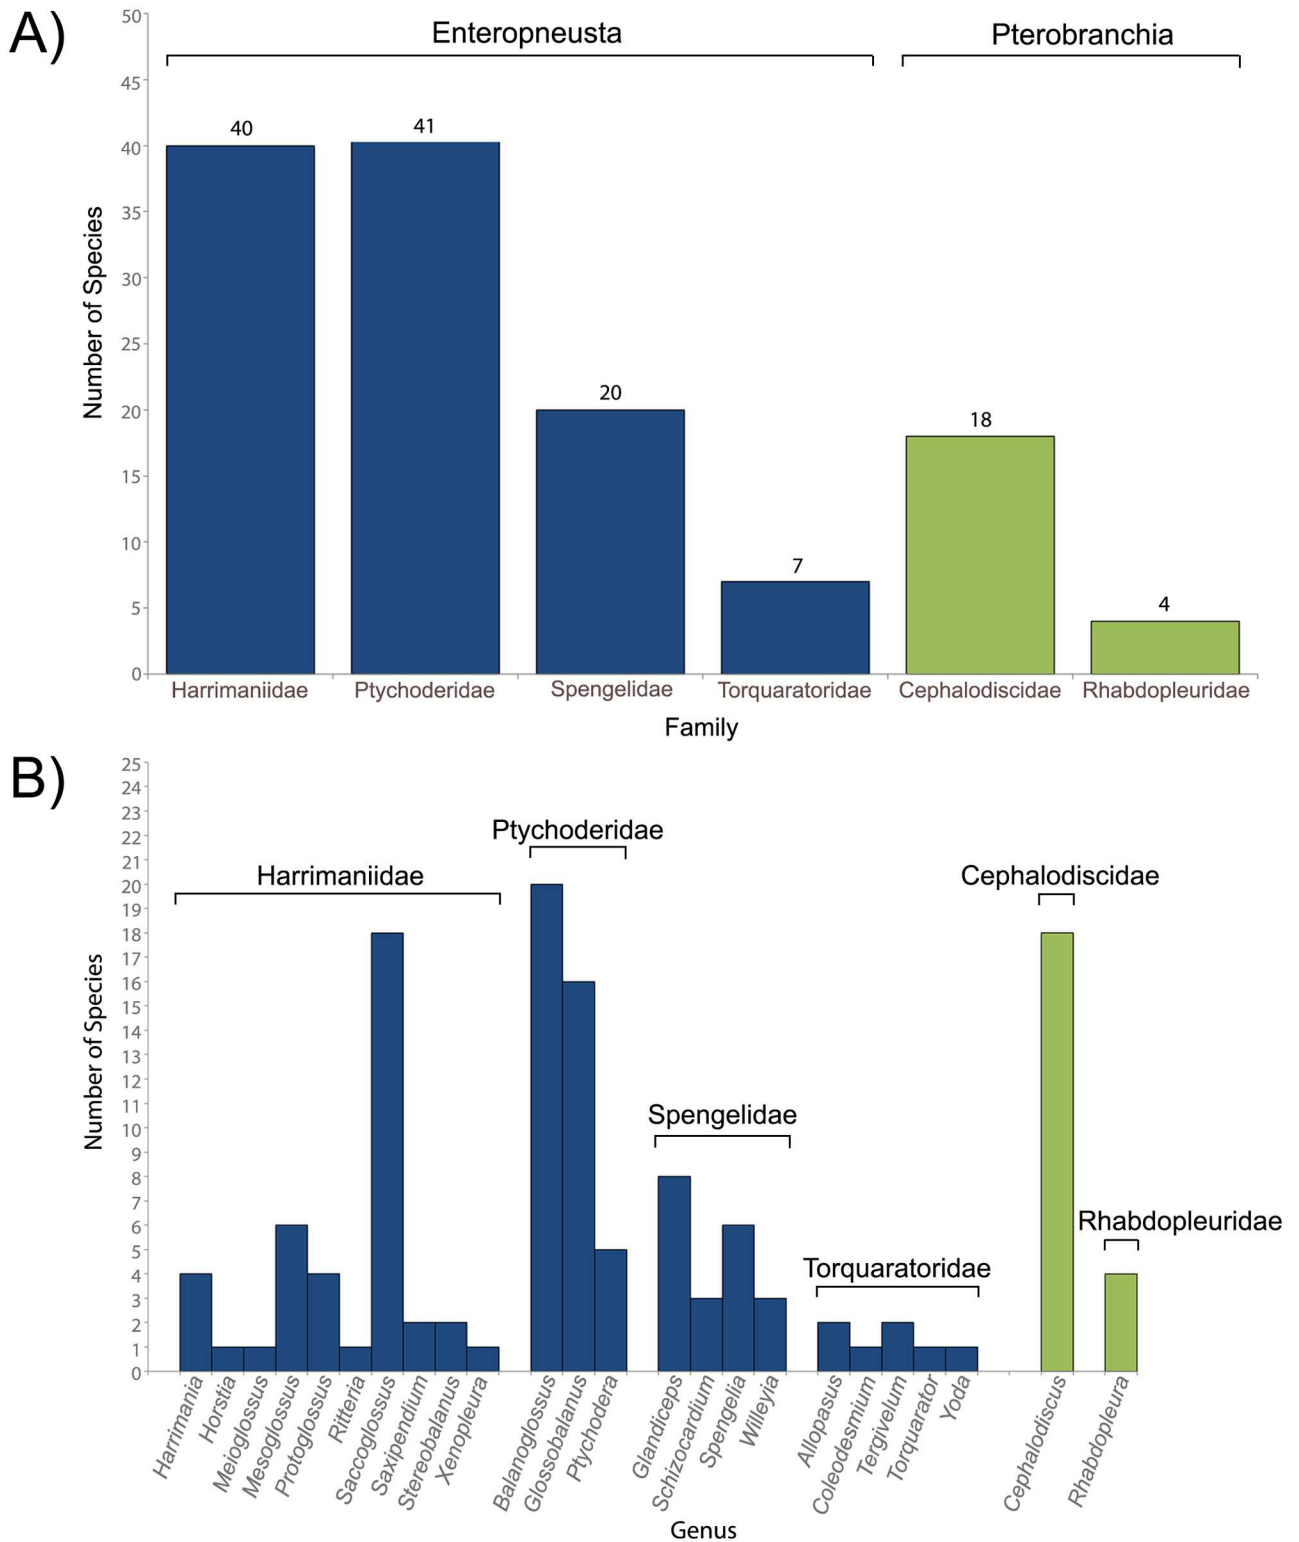 A)
Enteropneusta
Pterobranchia
50
45
40
35
30
25
20
15
10
5
0
Number of Species
40
41
20
7
18
4
Harrimaniidae
Ptychoderidae
Spengelidae
Torquaratoridae
Cephalodiscidae
Rhabdopleuridae
Family
B)
25
24
23
22
21
20
19
18
17
16
15
14
13
12
11
10
9
8
7
6
5
4
3
2
1
0
Number of Species
Harrimaniidae
Ptychoderidae
Spengelidae
Torquaratoridae
Cephalodiscidae
Rhabdopleuridae
Harrimania
Horstia
Meioglossus
Mesoglossus
Protoglossus
Ritteria
Saccoglossus
Saxipendium
Stereobalanus
Xenopleura
Balanoglossus
Glossobalanus
Ptychodera
Glandiceps
Schizocardium
Spengelia
Willeyia
Allopasus
Coleodesmium
Tergivelum
Torquarator
Yoda
Cephalodiscus
Rhabdopleura
Genus